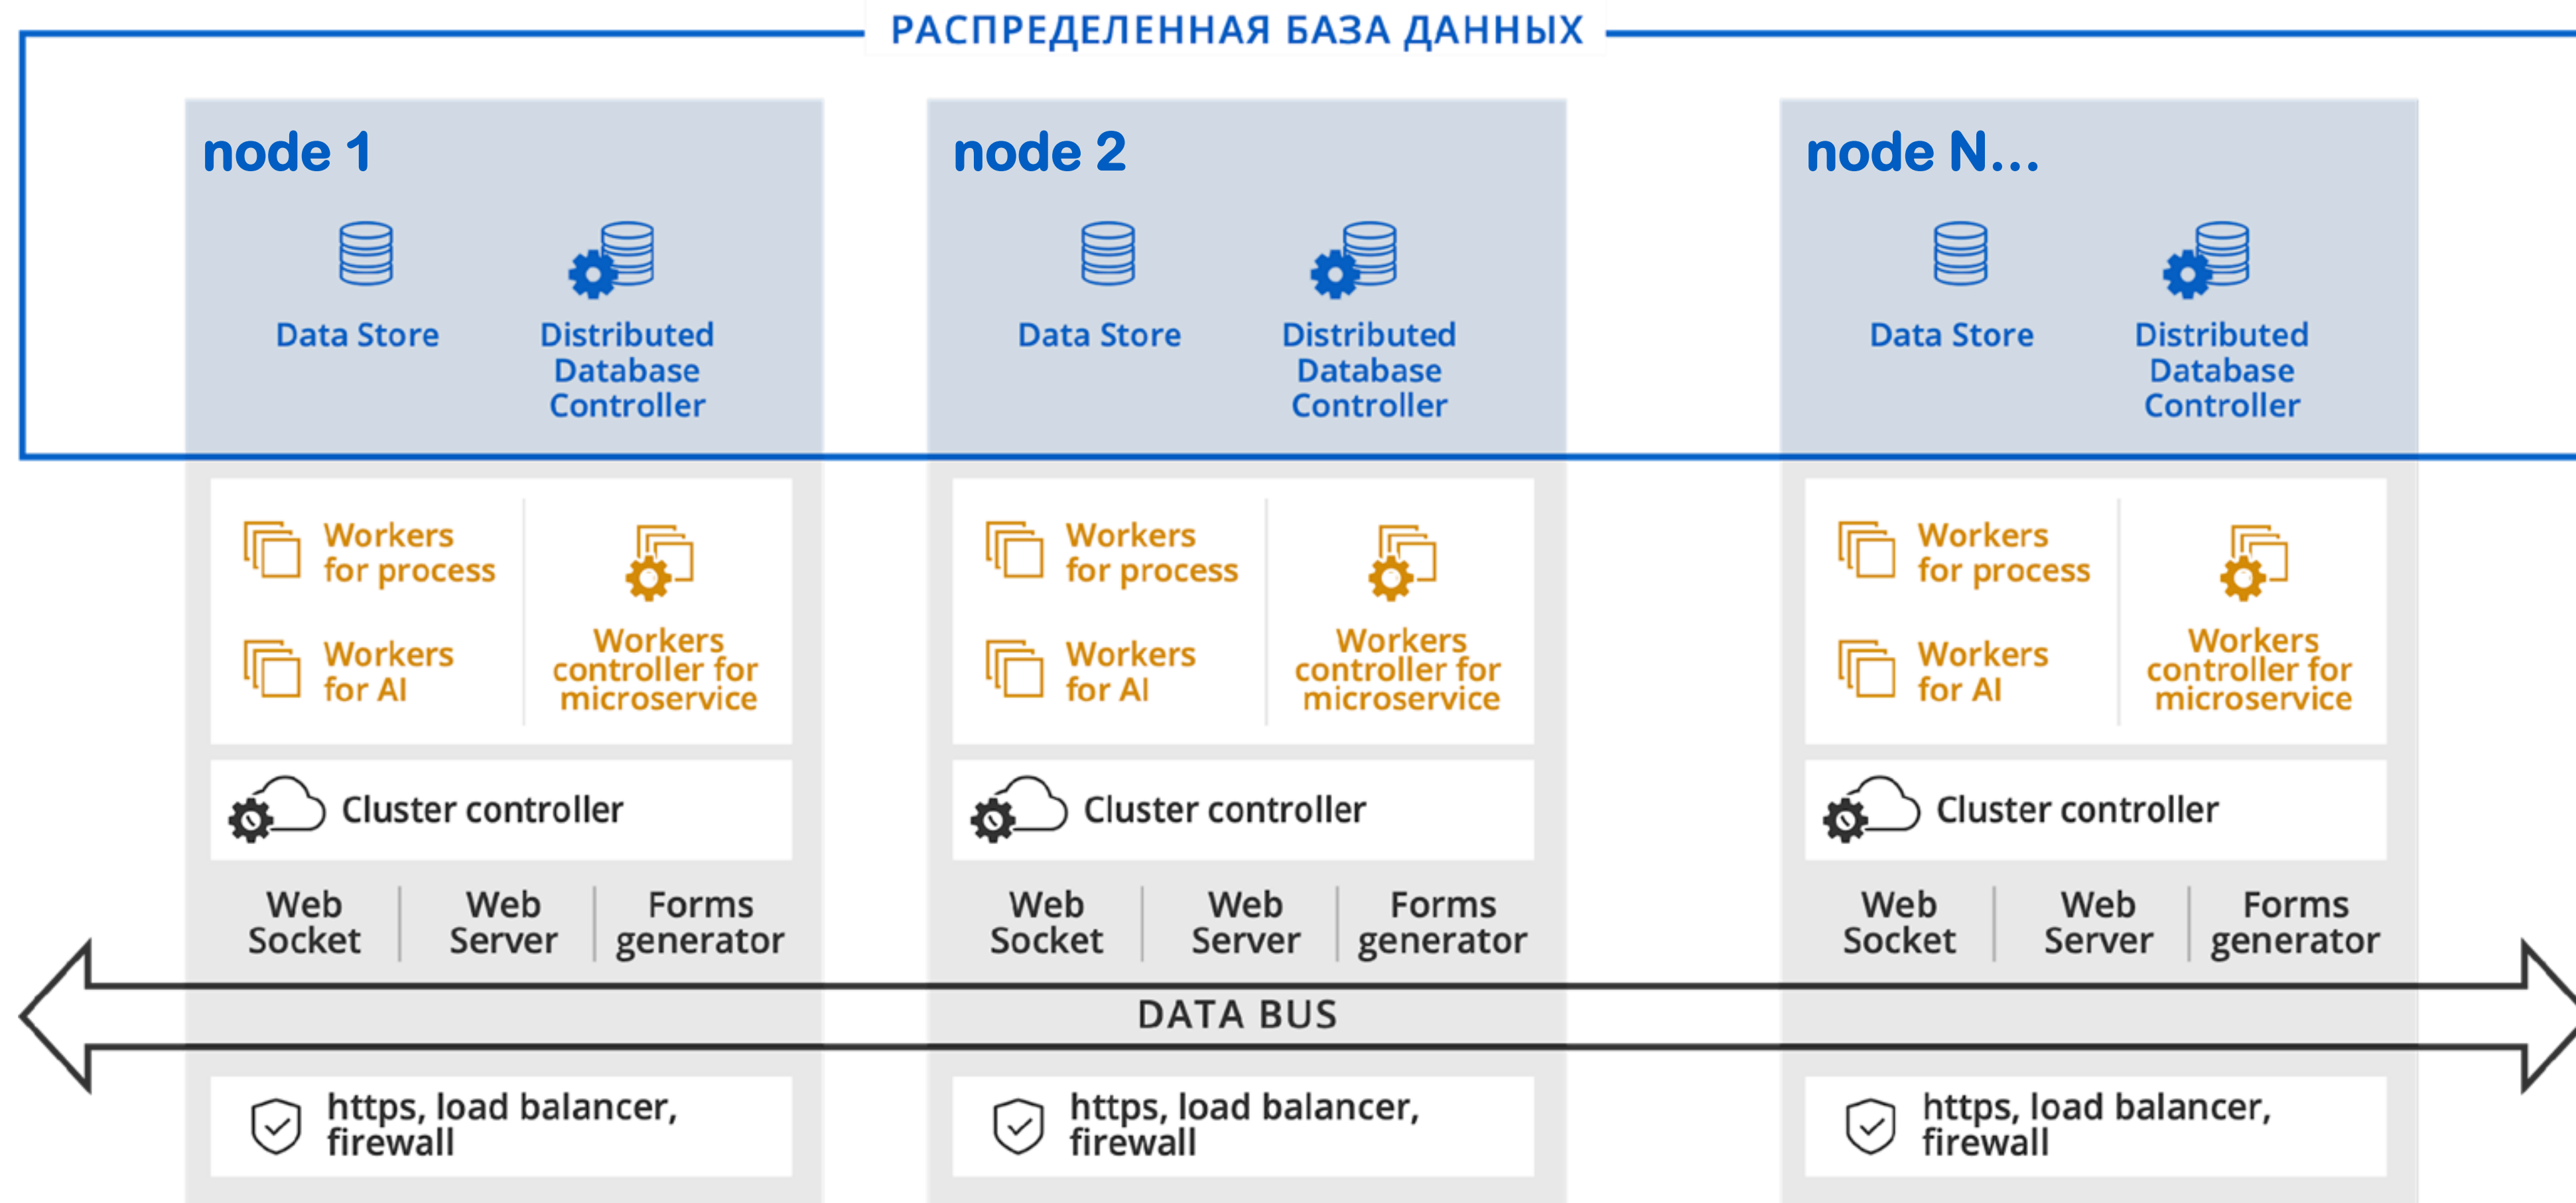 РАСПРЕДЕЛЕННАЯ БАЗА ДАННЫХ
node 1
Data Store
Distributed
Database
Controller
Workers
for process
Workers
for AI
Workers
controller for
microservice
Cluster controller
Web
Socket
Web
Server
Forms
generator
node 2
Data Store
Distributed
Database
Controller
Workers
for process
Workers
for AI
Workers
controller for
microservice
Cluster controller
Web
Socket
Web
Server
Forms
generator
node N...
Data Store
Distributed
Database
Controller
Workers
for process
Workers
for AI
Workers
controller for
microservice
Cluster controller
Web
Socket
Web
Server
Forms
generator
DATA BUS
https, load balancer,
firewall
https, load balancer,
firewall
https, load balancer,
firewall